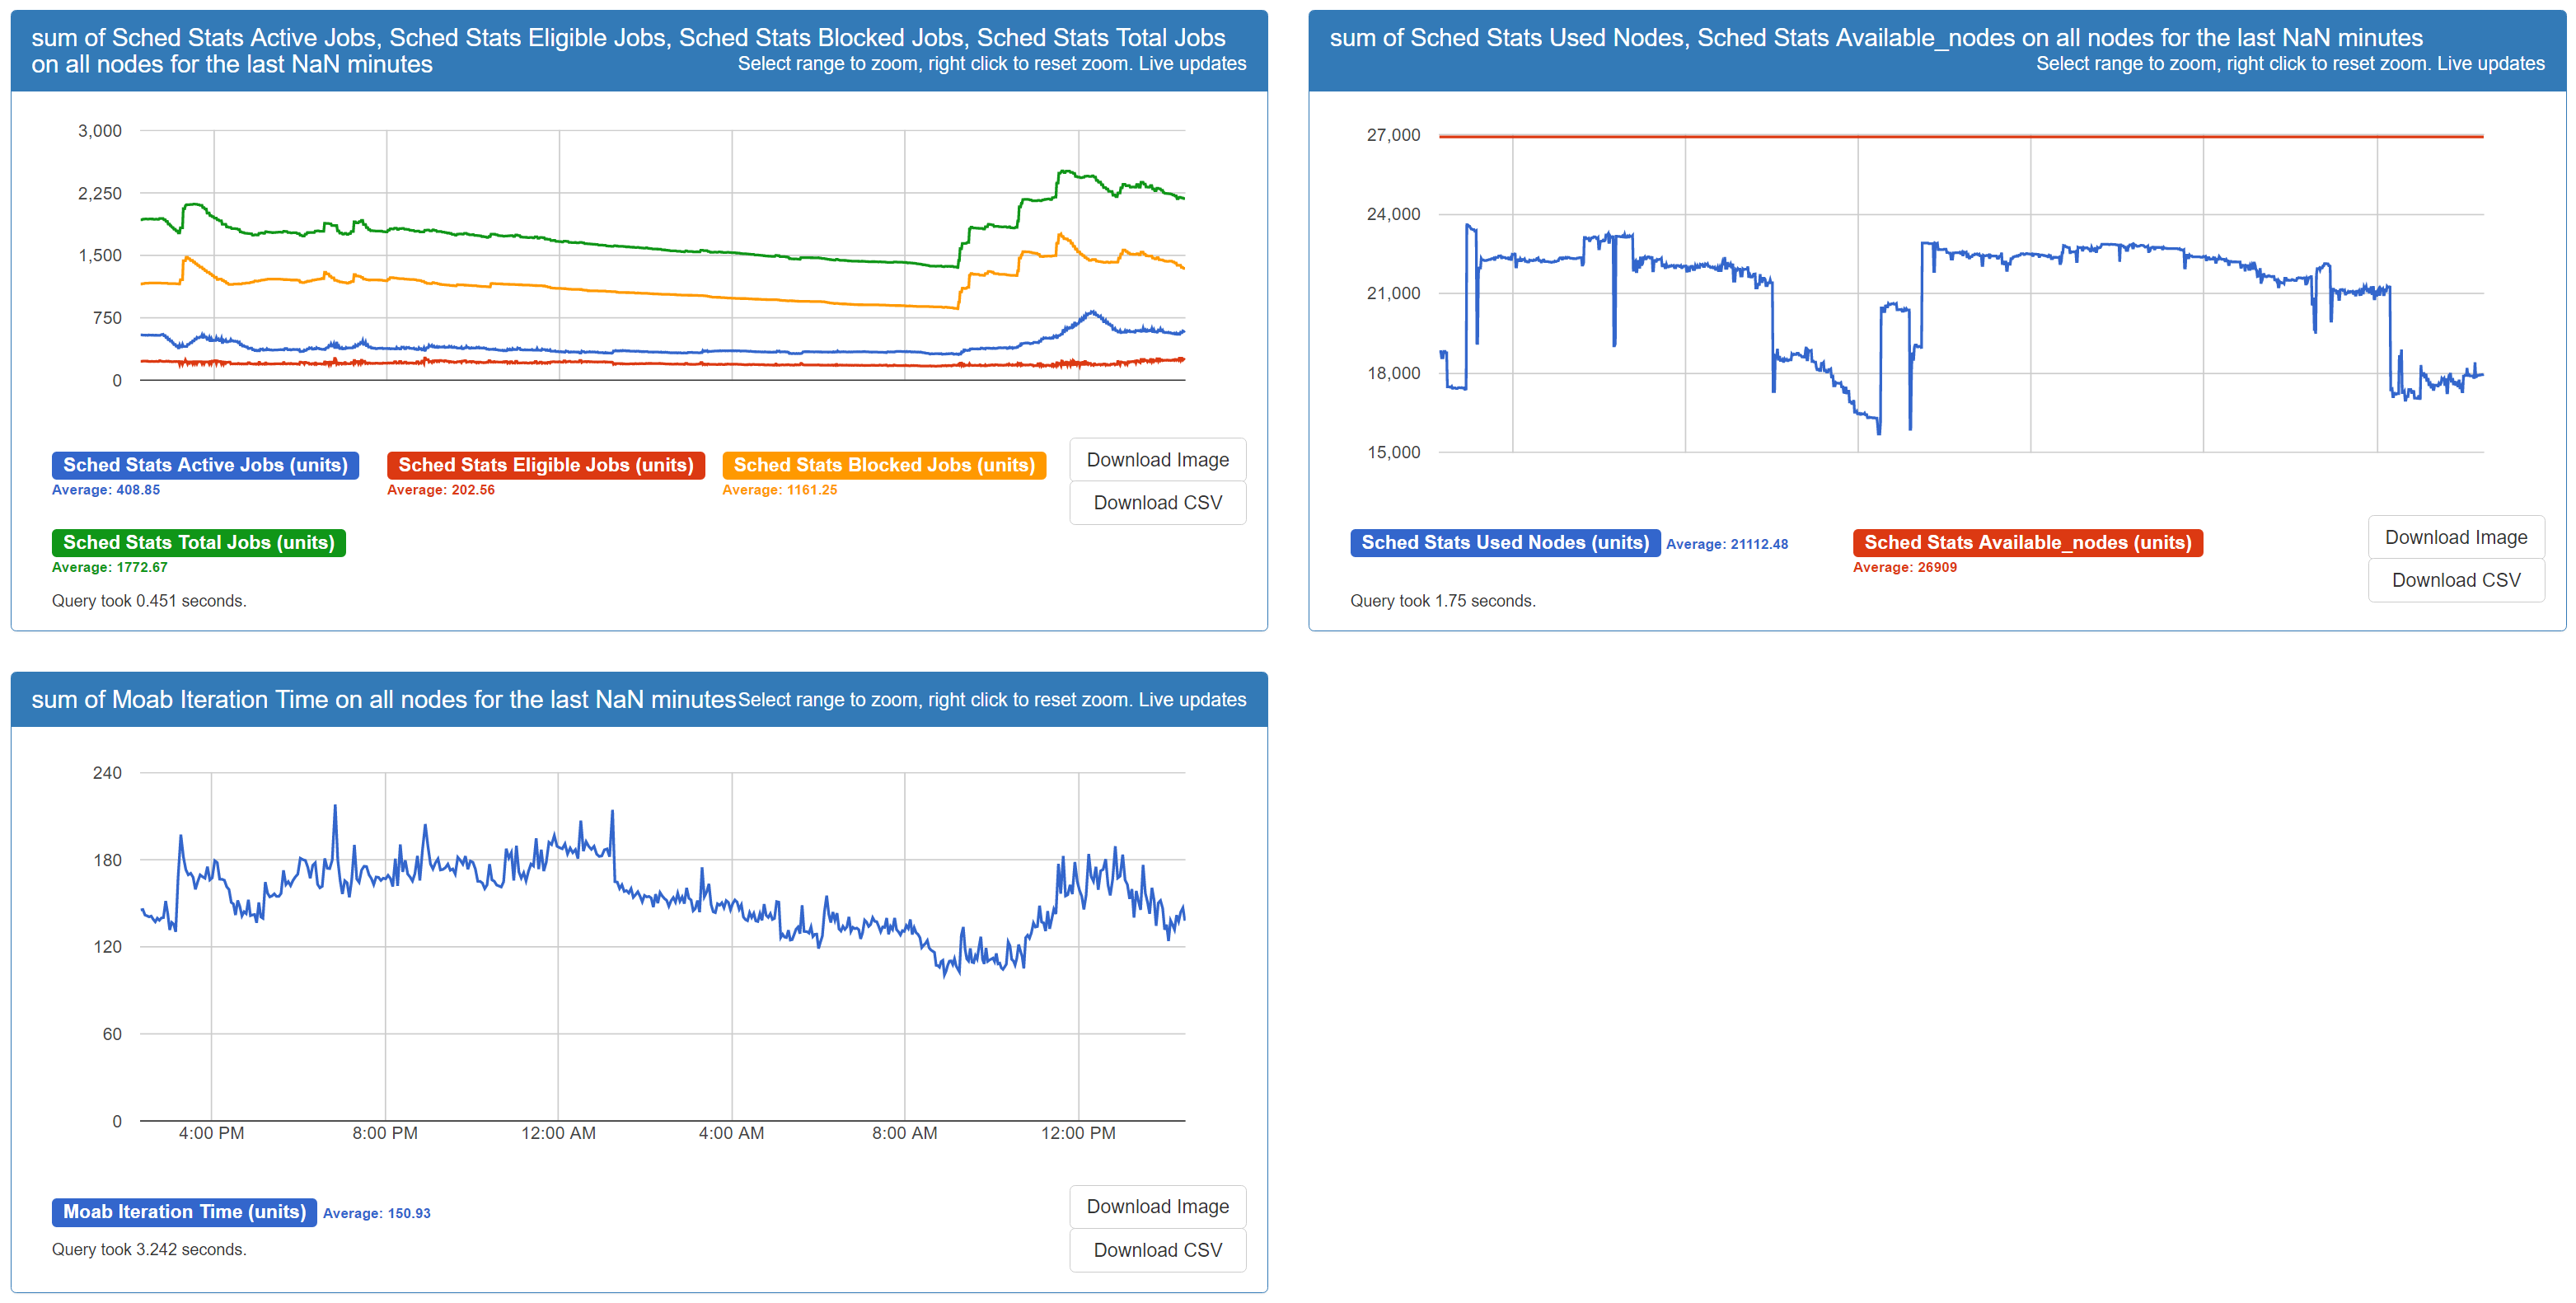 sum of Sched Stats Active Jobs, Sched Stats Eligible Jobs, Sched Stats Blocked Jobs, Sched Stats Total Jobs
on all nodes for the last NaN minutes
Select range to zoom, right click to reset zoom. Live updates
3,000
2,250
1,500
750
0
Sched Stats Active Jobs (units)
Average: 408.85
Sched Stats Eligible Jobs (units)
Average: 202.56
Sched Stats Blocked Jobs (units)
Average: 1161.25
Download Image
Download CSV
Sched Stats Total Jobs (units)
Average: 1772.67
Query took 0.451 seconds.
sum of Sched Stats Used Nodes, Sched Stats Available_nodes on all nodes for the last NaN minutes
Select range to zoom, right click to reset zoom. Live updates
27,000
24,000
21,000
18,000
15,000
Sched Stats Used Nodes (units) Average: 21112.48
Sched Stats Available_nodes (units)
Average: 26909
Download Image
Download CSV
Query took 1.75 seconds.
sum of Moab Iteration Time on all nodes for the last NaN minutes
Select range to zoom, right click to reset zoom. Live updates
240
180
120
60
0
4:00 PM 8:00 PM 12:00 AM 4:00 AM 8:00 AM 12:00 PM
Moab Iteration Time (units) Average: 150.93
Download Image
Download CSV
Query took 3.242 seconds.